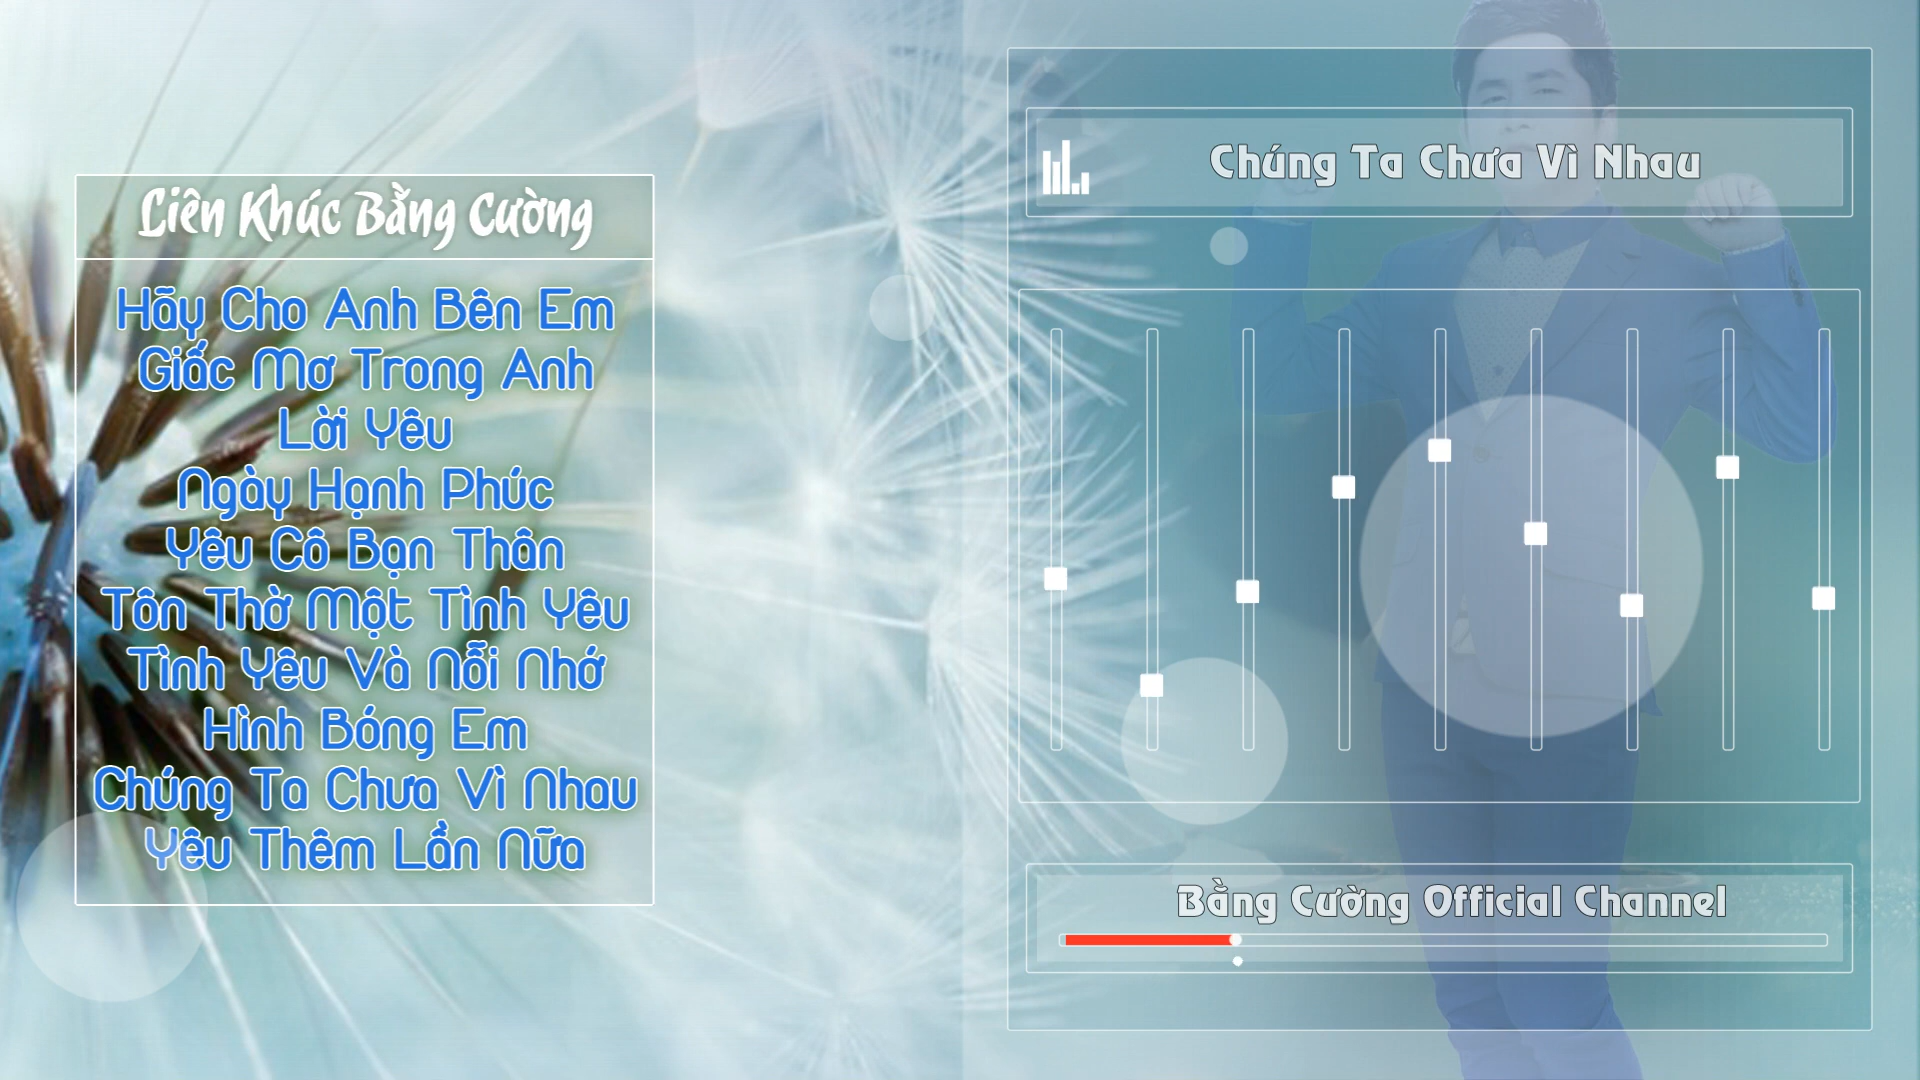 Liên Khúc Bằng Cường
Hãy Cho Anh Bên Em
Giấc Mơ Trong Anh
Lời Yêu
Ngày Hạnh Phúc
Yêu Cô Bạn Thân
Tôn Thờ Một Tình Yêu
Tình Yêu Và Nỗi Nhớ
Hình Bóng Em
Chúng Ta Chưa Vì Nhau
Yêu Thêm Lần Nữa
Chúng Ta Chưa Vì Nhau
Bằng Cường Official Channel